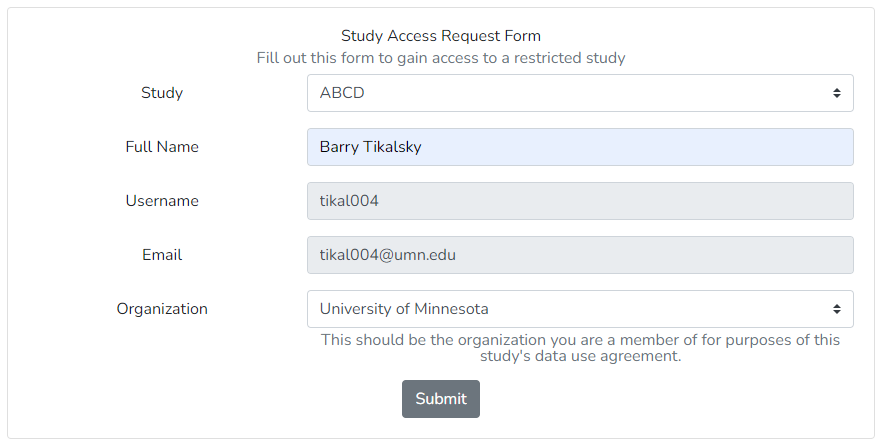 Study Access Request Form
Fill out this form to gain access to a restricted study
Study ABCD
Full Name Barry Tikalsky
Username tikal004
Email tikal004@umn.edu
Organization University of Minnesota
This should be the organization you are a member of for purposes of this
study's data use agreement.
Submit